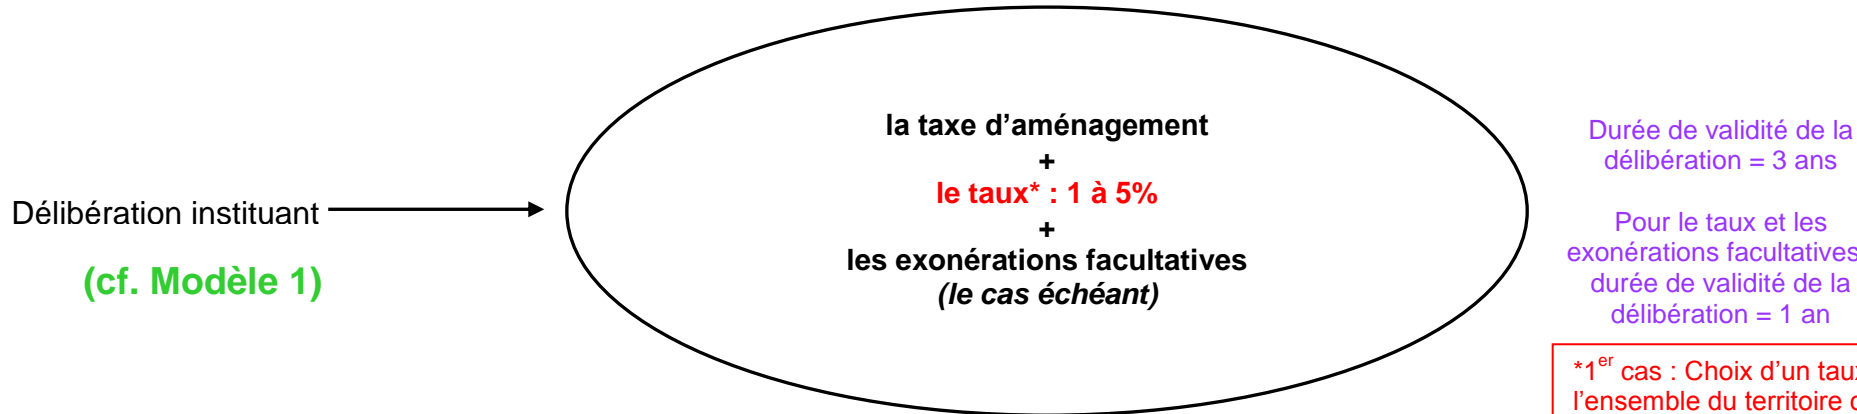 Délibération instituant
(cf. Modèle 1)
la taxe d'aménagement
+
le taux* : 1 à 5%
+
les exonérations facultatives
(le cas échéant)
Durée de validité de la
délibération = 3 ans
Pour le taux et les
exonérations facultatives
durée de validité de la
délibération = 1 an
*1er cas : Choix d'un taux
l'ensemble du territoire